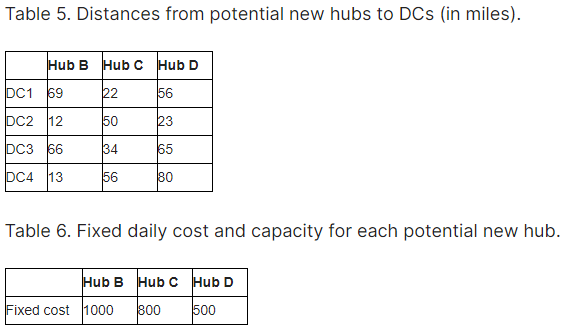 Table 5. Distances from potential new hubs to DCs (in miles).
Hub B Hub C Hub D
DC1 69 22 56
DC2 12 50 23
DC3 66 34 65
DC4 13 56 80
Table 6. Fixed daily cost and capacity for each potential new hub.
Hub B Hub C Hub D
Fixed cost 1000 800 500